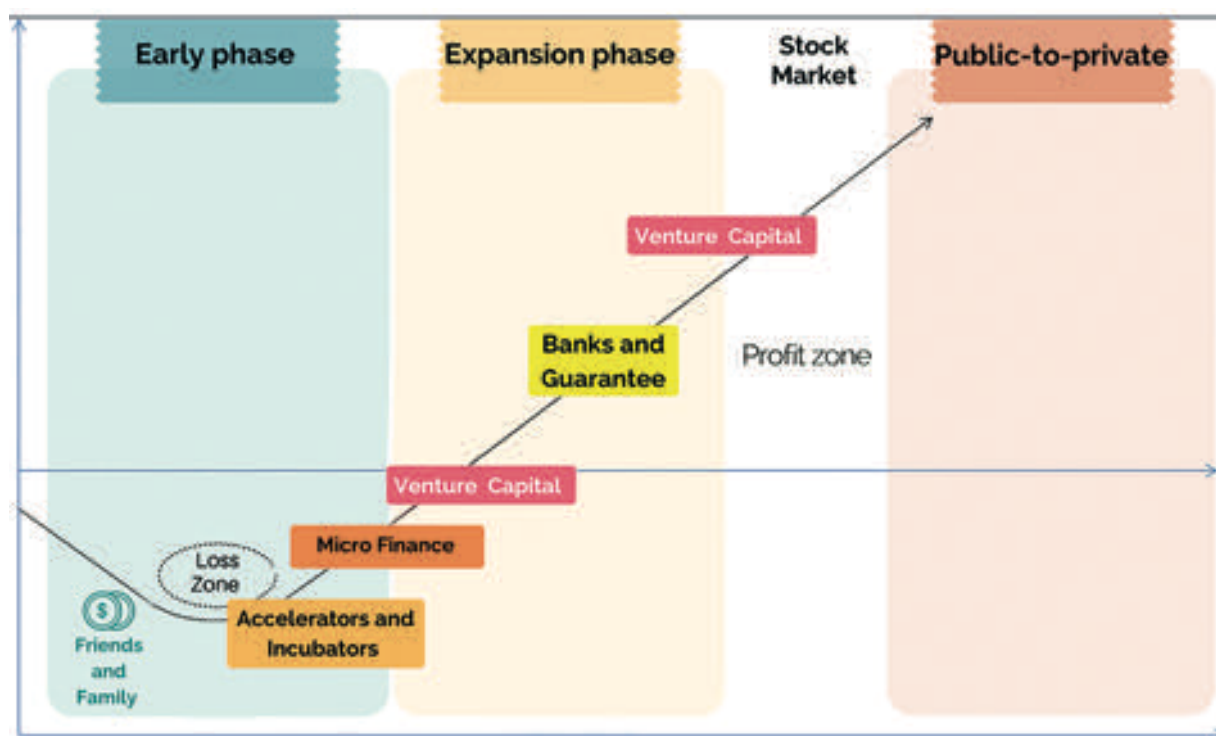 Early phase
Expansion phase
Stock
Market
Public-to-private
Venture Capital
Banks and
Guarantee
Profit zone
Venture Capital
Micro Finance
Loss
Zone
Accelerators and
Incubators
$
Friends
and
Family